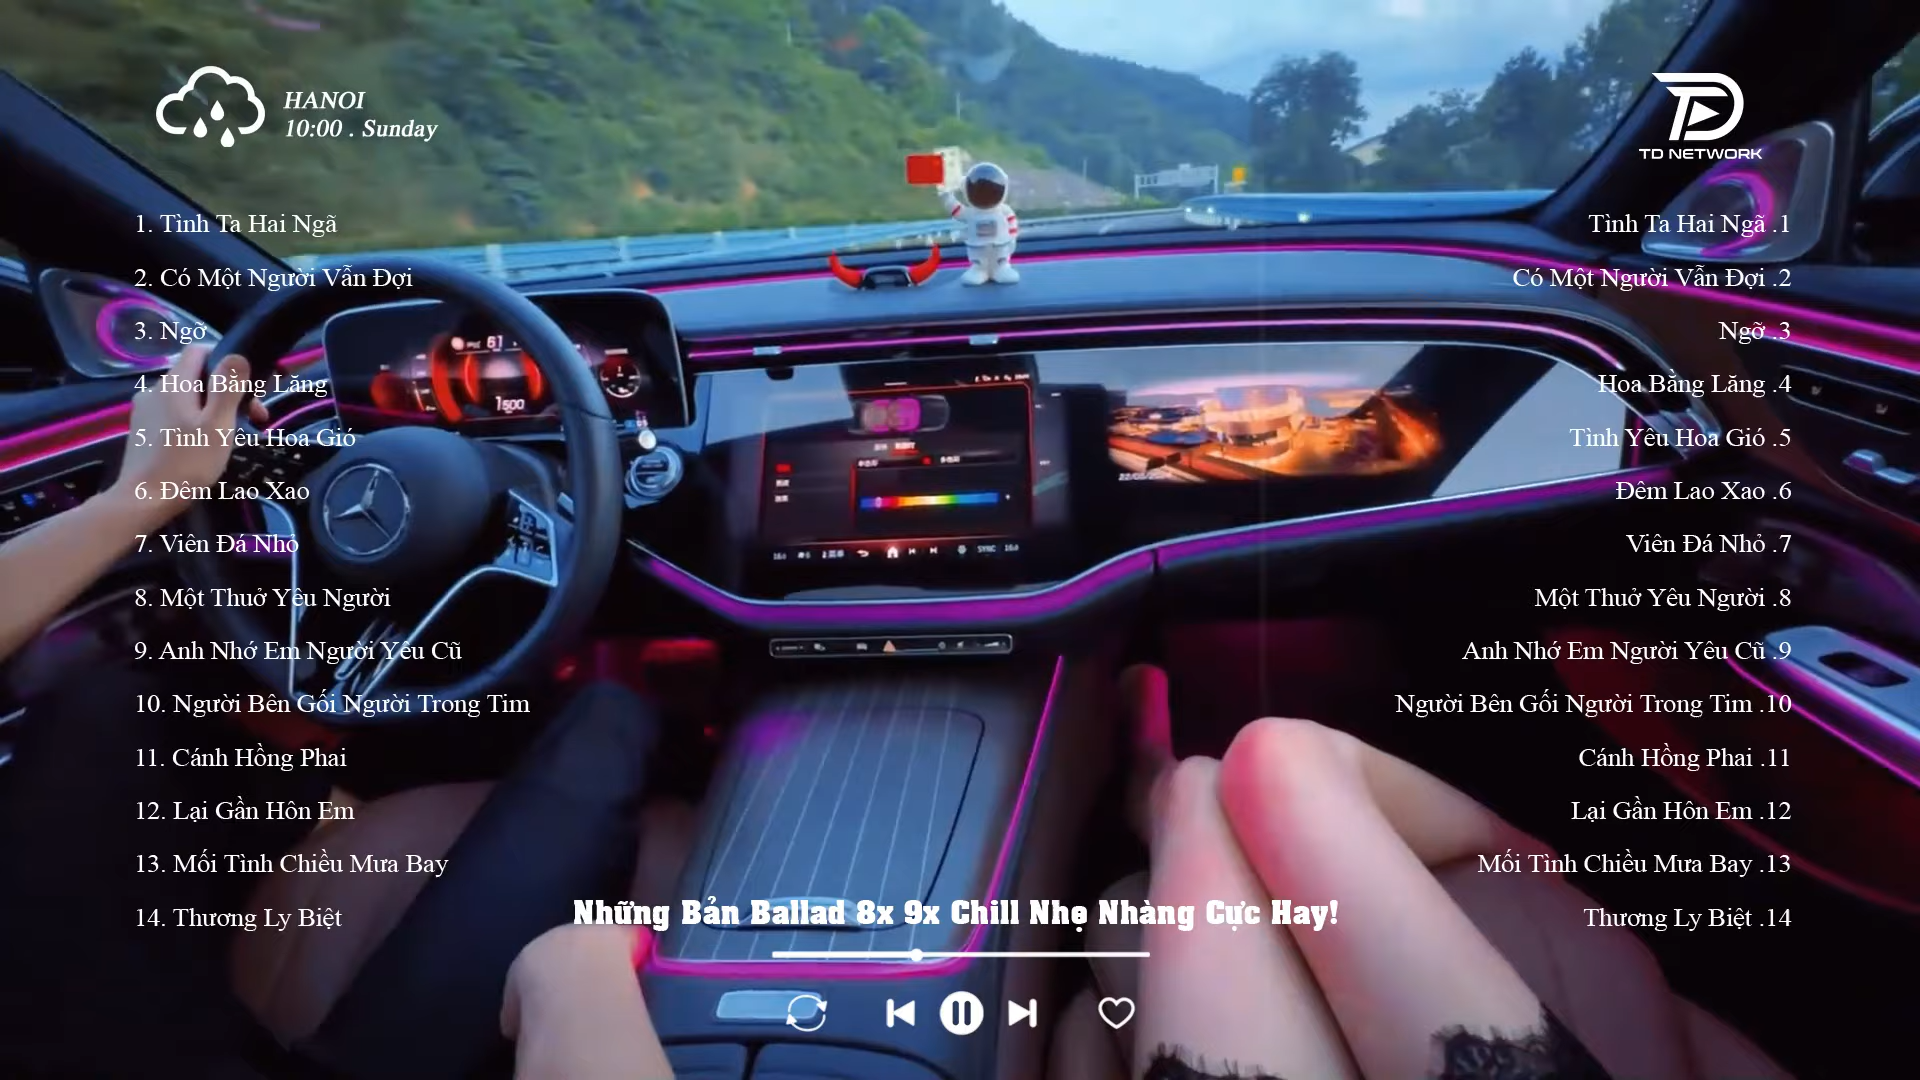 HANOI
10:00 . Sunday
TD NETWORK
1. Tình Ta Hai Ngã
2. Có Một Người Vẫn Đợi
3. Ngỡ
4. Hoa Bằng Lăng
5. Tình Yêu Hoa Gió
6. Đêm Lao Xao
7. Viên Đá Nhỏ
8. Một Thuở Yêu Người
9. Anh Nhớ Em Người Yêu Cũ
10. Người Bên Gối Người Trong Tim
11. Cánh Hồng Phai
12. Lại Gần Hôn Em
13. Mối Tình Chiều Mưa Bay
14. Thương Ly Biệt
Tình Ta Hai Ngã .1
Có Một Người Vẫn Đợi .2
Ngỡ .3
Hoa Bằng Lăng .4
Tình Yêu Hoa Gió .5
Đêm Lao Xao .6
Viên Đá Nhỏ .7
Một Thuở Yêu Người .8
Anh Nhớ Em Người Yêu Cũ .9
Người Bên Gối Người Trong Tim .10
Cánh Hồng Phai .11
Lại Gần Hôn Em .12
Mối Tình Chiều Mưa Bay .13
Thương Ly Biệt .14
61
1500
SYNC
Những Bản Ballad 8x 9x Chill Nhẹ Nhàng Cực Hay!